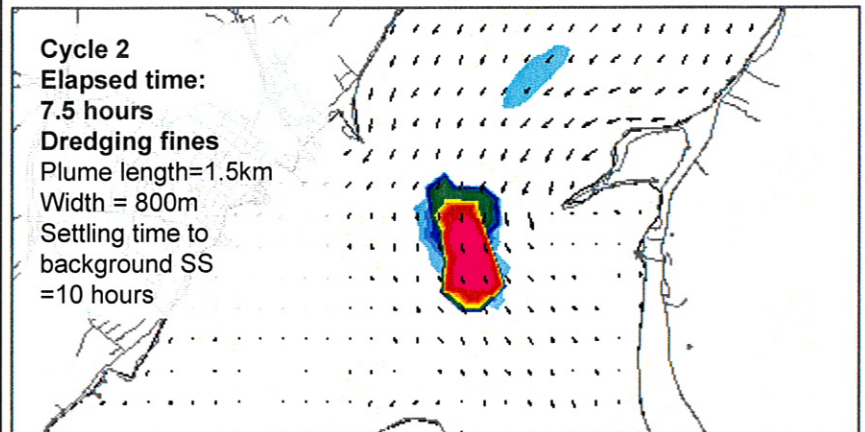 Cycle 2
Elapsed time:
7.5 hours
Dredging fines
Plume length=1.5km
Width = 800m
Settling time to
background SS
=10 hours